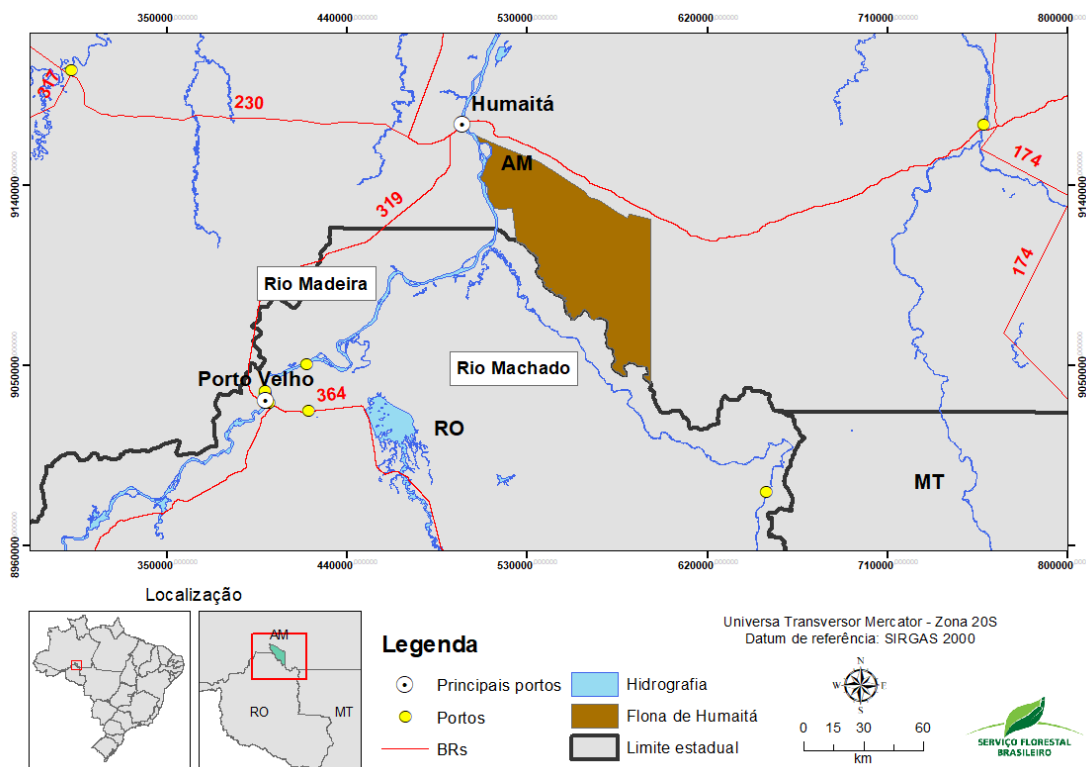 350000 440000 530000 620000 710000 800000
317
230
Humaitá
AM
174
9140000
9140000
319
174
Rio Madeira
Rio Machado
9050000
9050000
Porto Velho
364
RO
MT
8960000
350000 440000 530000 620000 710000 800000
Localização
AM
RO
MT
Legenda
Principais portos
Portos
BRs
Hidrografia
Flona de Humaitá
Limite estadual
Universa Transversor Mercator - Zona 20S
Datum de referência: SIRGAS 2000
N
W E
S
0 15 30 60
km
SERVIÇO FLORESTAL
BRASILEIRO